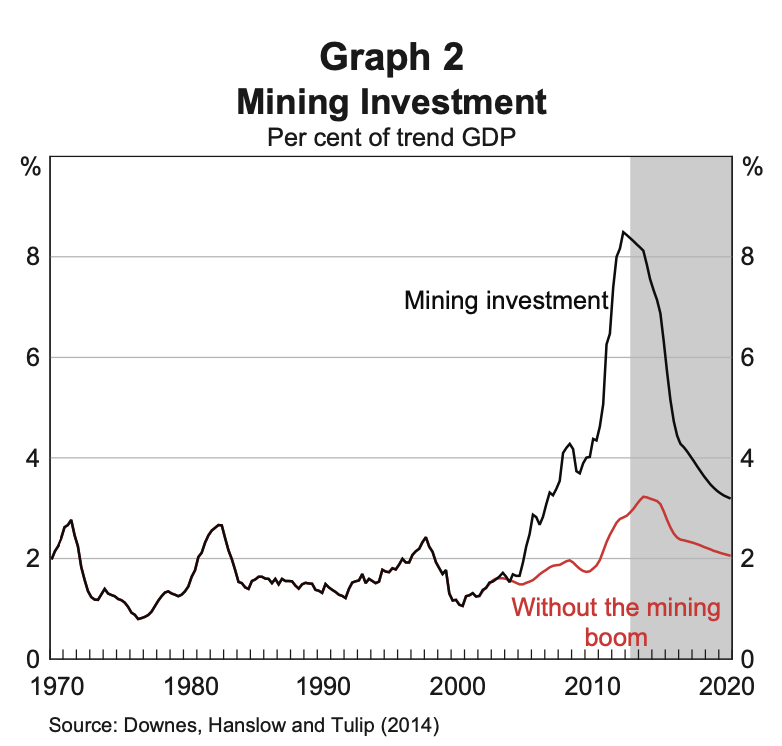 Graph 2
Mining Investment
Per cent of trend GDP
% %
8 8
Mining investment
6 6
4 4
2 2
Without the mining
boom
0 0
1970 1980 1990 2000 2010 2020
Source: Downes, Hanslow and Tulip (2014)